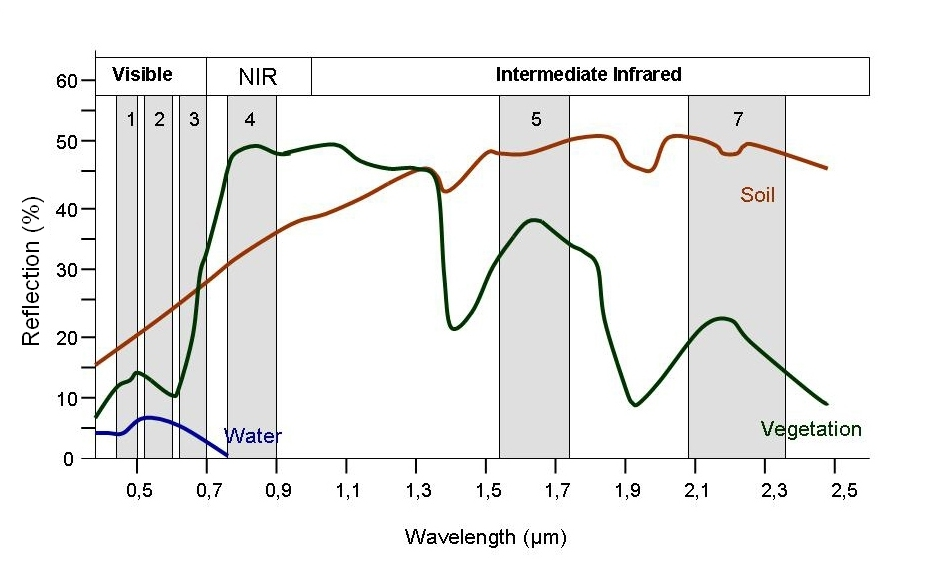 Visible NIR Intermediate Infrared
60
1 2 3 4 5 7
50
40
30
20
10
0
Reflection (%)
Soil
Water
Vegetation
0,5 0,7 0,9 1,1 1,3 1,5 1,7 1,9 2,1 2,3 2,5
Wavelength (µm)